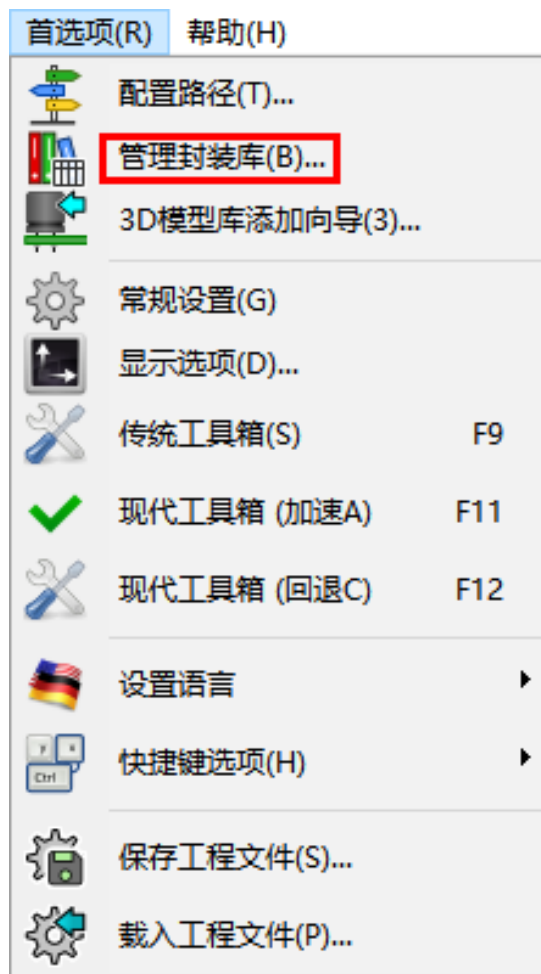 首选项(R) 帮助(H)
配置路径(T)...
管理封装库(B)...
3D模型库添加向导(3)...
常规设置(G)
显示选项(D)...
传统工具箱(S) F9
现代工具箱 (加速A) F11
现代工具箱 (回退C) F12
设置语言
快捷键选项(H)
Ctrl
保存工程文件(S)...
载入工程文件(P)...